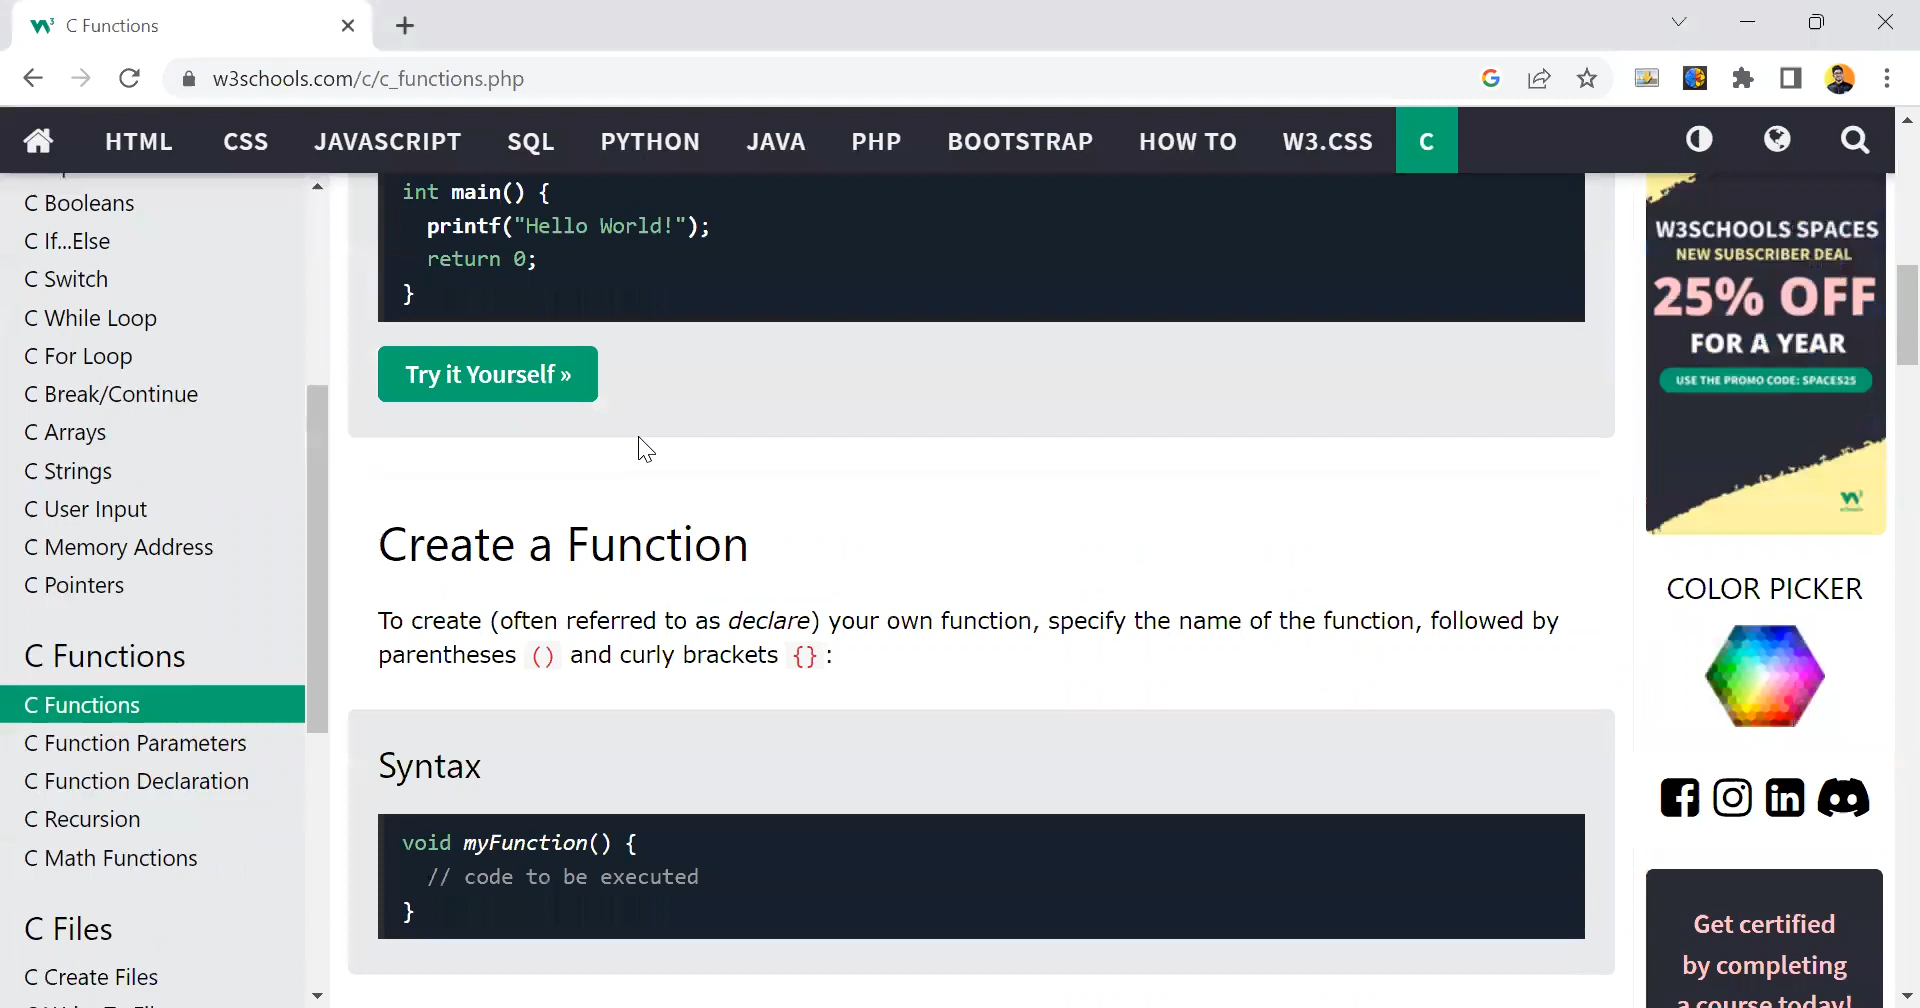 C Functions
w3schools.com/c/c_functions.php
HTML CSS JAVASCRIPT SQL PYTHON JAVA PHP BOOTSTRAP HOW TO W3.CSS C
C Booleans
C If...Else
C Switch
C While Loop
C For Loop
C Break/Continue
C Arrays
C Strings
C User Input
C Memory Address
C Pointers
C Functions
C Functions
C Function Parameters
C Function Declaration
C Recursion
C Math Functions
C Files
C Create Files
int main() {
printf("Hello World!");
return 0;
}
Try it Yourself »
Create a Function
To create (often referred to as declare) your own function, specify the name of the function, followed by
parentheses () and curly brackets {}:
Syntax
void myFunction() {
// code to be executed
}
W3SCHOOLS SPACES
NEW SUBSCRIBER DEAL
25% OFF
FOR A YEAR
USE THE PROMO CODE: SPACES25
COLOR PICKER
Get certified
by completing
a course today!